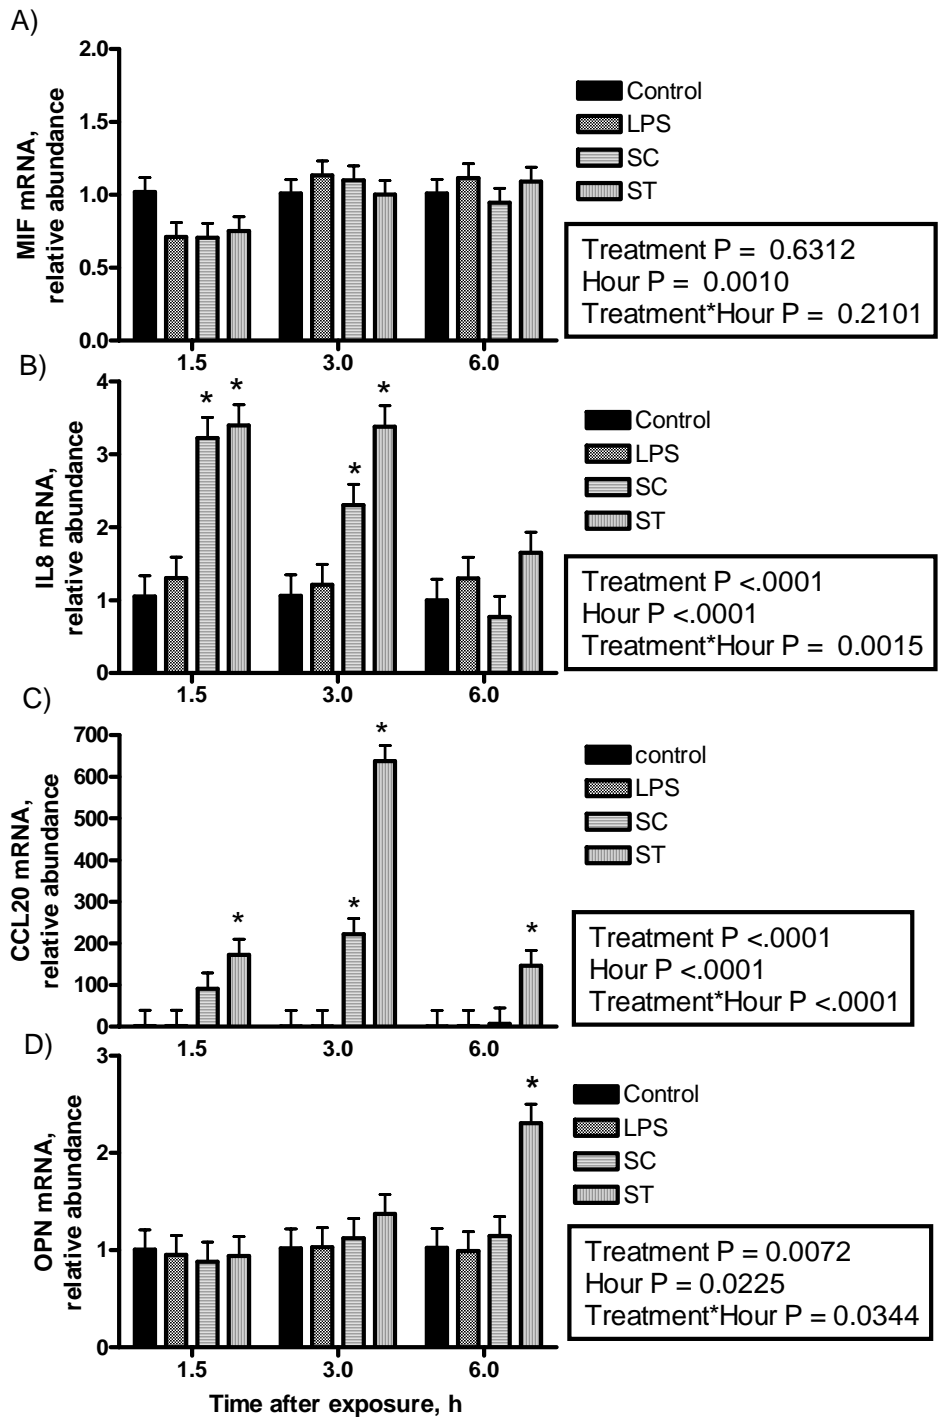 A)
MIF mRNA,
relative abundance
2.0
1.5
1.0
0.5
0.0
1.5 3.0 6.0
Control
LPS
SC
ST
Treatment P = 0.6312
Hour P = 0.0010
Treatment*Hour P = 0.2101
B)
IL8 mRNA,
relative abundance
4
3
2
1
0
* * * *
1.5 3.0 6.0
Control
LPS
SC
ST
Treatment P <.0001
Hour P <.0001
Treatment*Hour P = 0.0015
C)
CCL20 mRNA,
relative abundance
700
600
500
400
300
200
100
0
* * * *
1.5 3.0 6.0
control
LPS
SC
ST
Treatment P <.0001
Hour P <.0001
Treatment*Hour P <.0001
D)
OPN mRNA,
relative abundance
3
2
1
0
*
1.5 3.0 6.0
Time after exposure, h
Control
LPS
SC
ST
Treatment P = 0.0072
Hour P = 0.0225
Treatment*Hour P = 0.0344